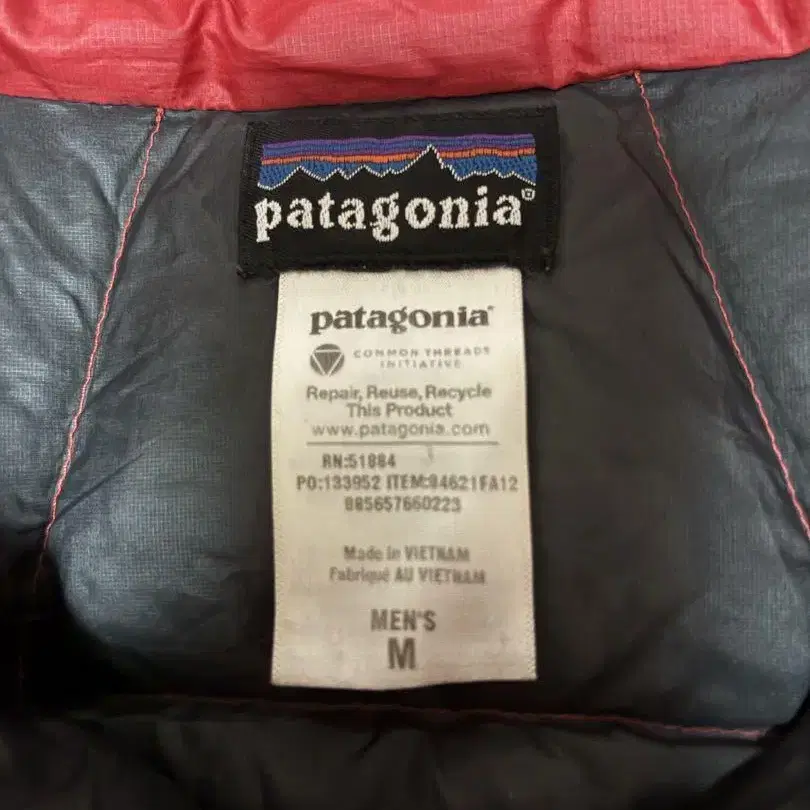 patagonia®
patagonia®
COMMON THREADS
INITIATIVE
Repair, Reuse, Recycle
This Product
www.patagonia.com
RN:51884
PO:133952 ITEM:84621FA12
885657660223
Made in VIETNAM
Fabriqué AU VIETNAM
MEN'S
M